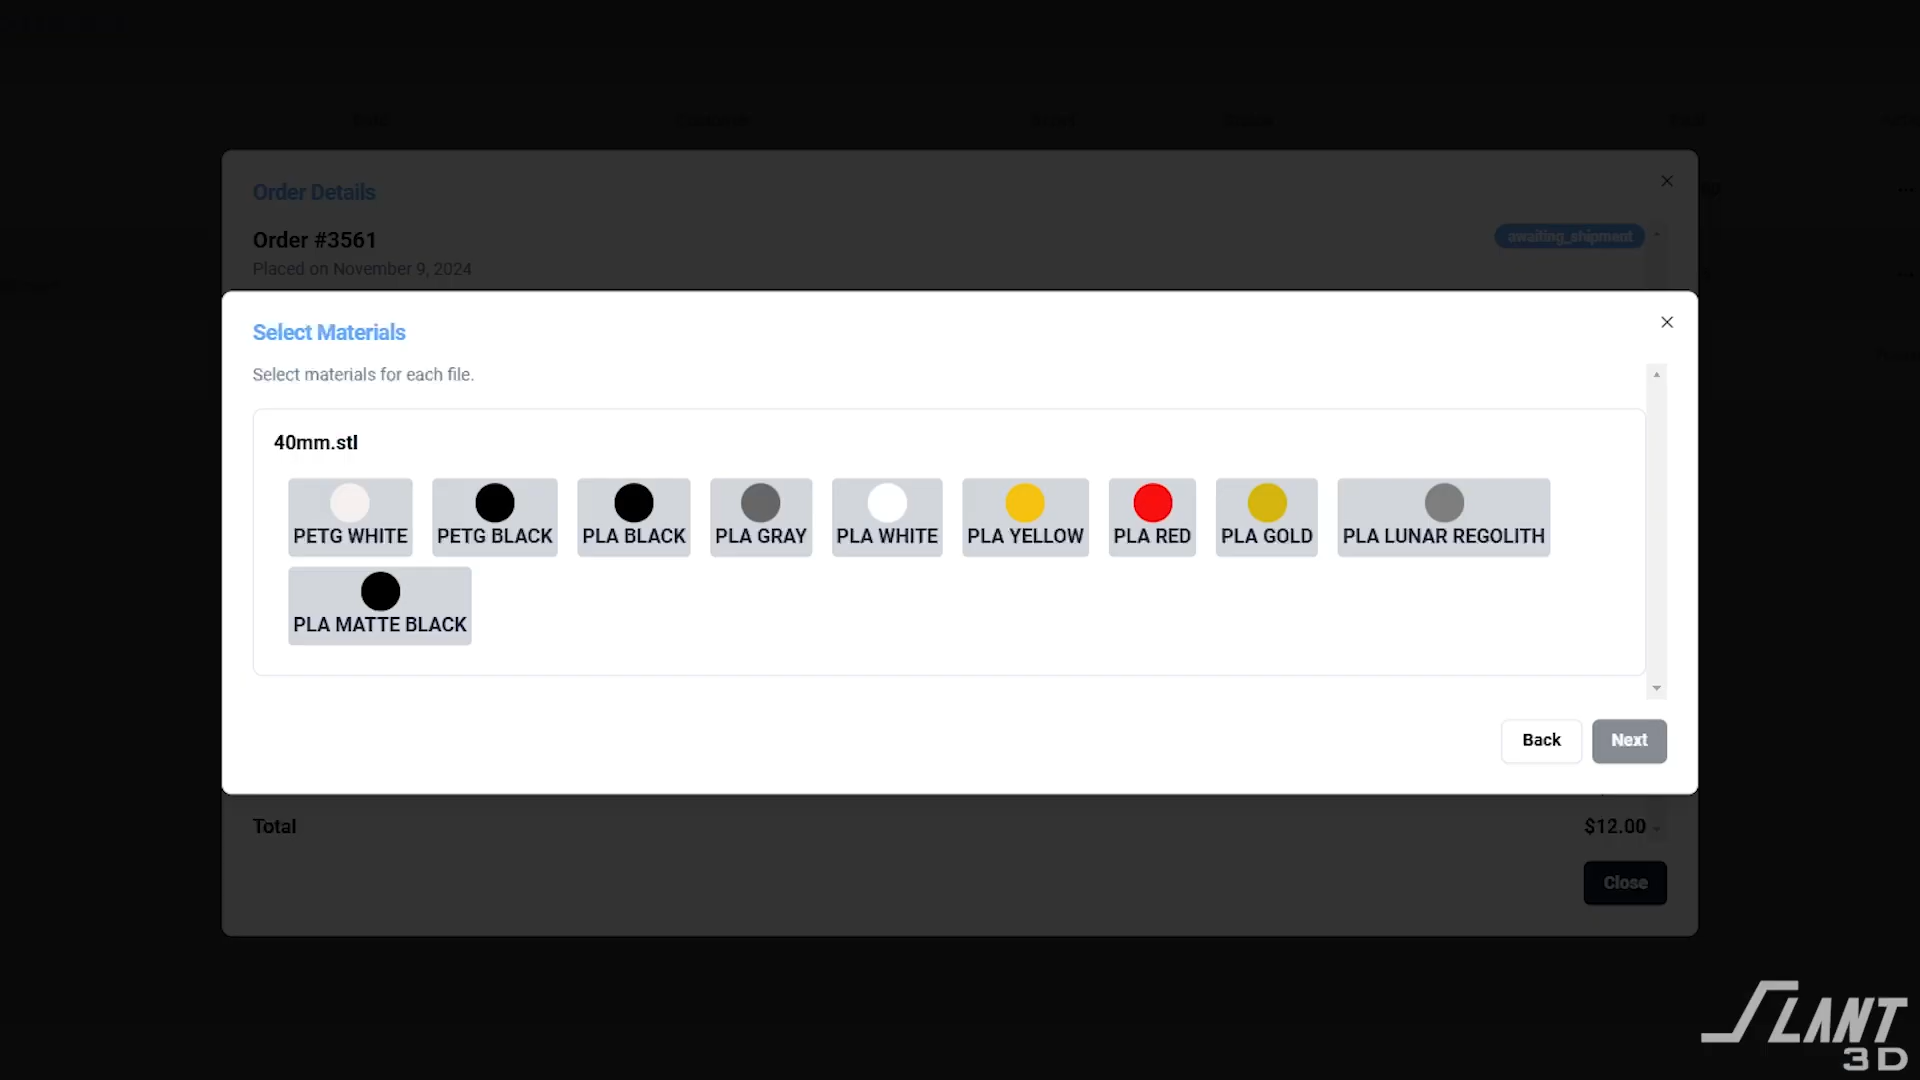 Order Details
Order #3561
awaiting_shipment
Placed on November 9, 2024
Select Materials
Select materials for each file.
40mm.stl
PETG WHITE PETG BLACK PLA BLACK PLA GRAY PLA WHITE PLA YELLOW PLA RED PLA GOLD PLA LUNAR REGOLITH
PLA MATTE BLACK
Back Next
Total $12.00
Close
SLANT
3D